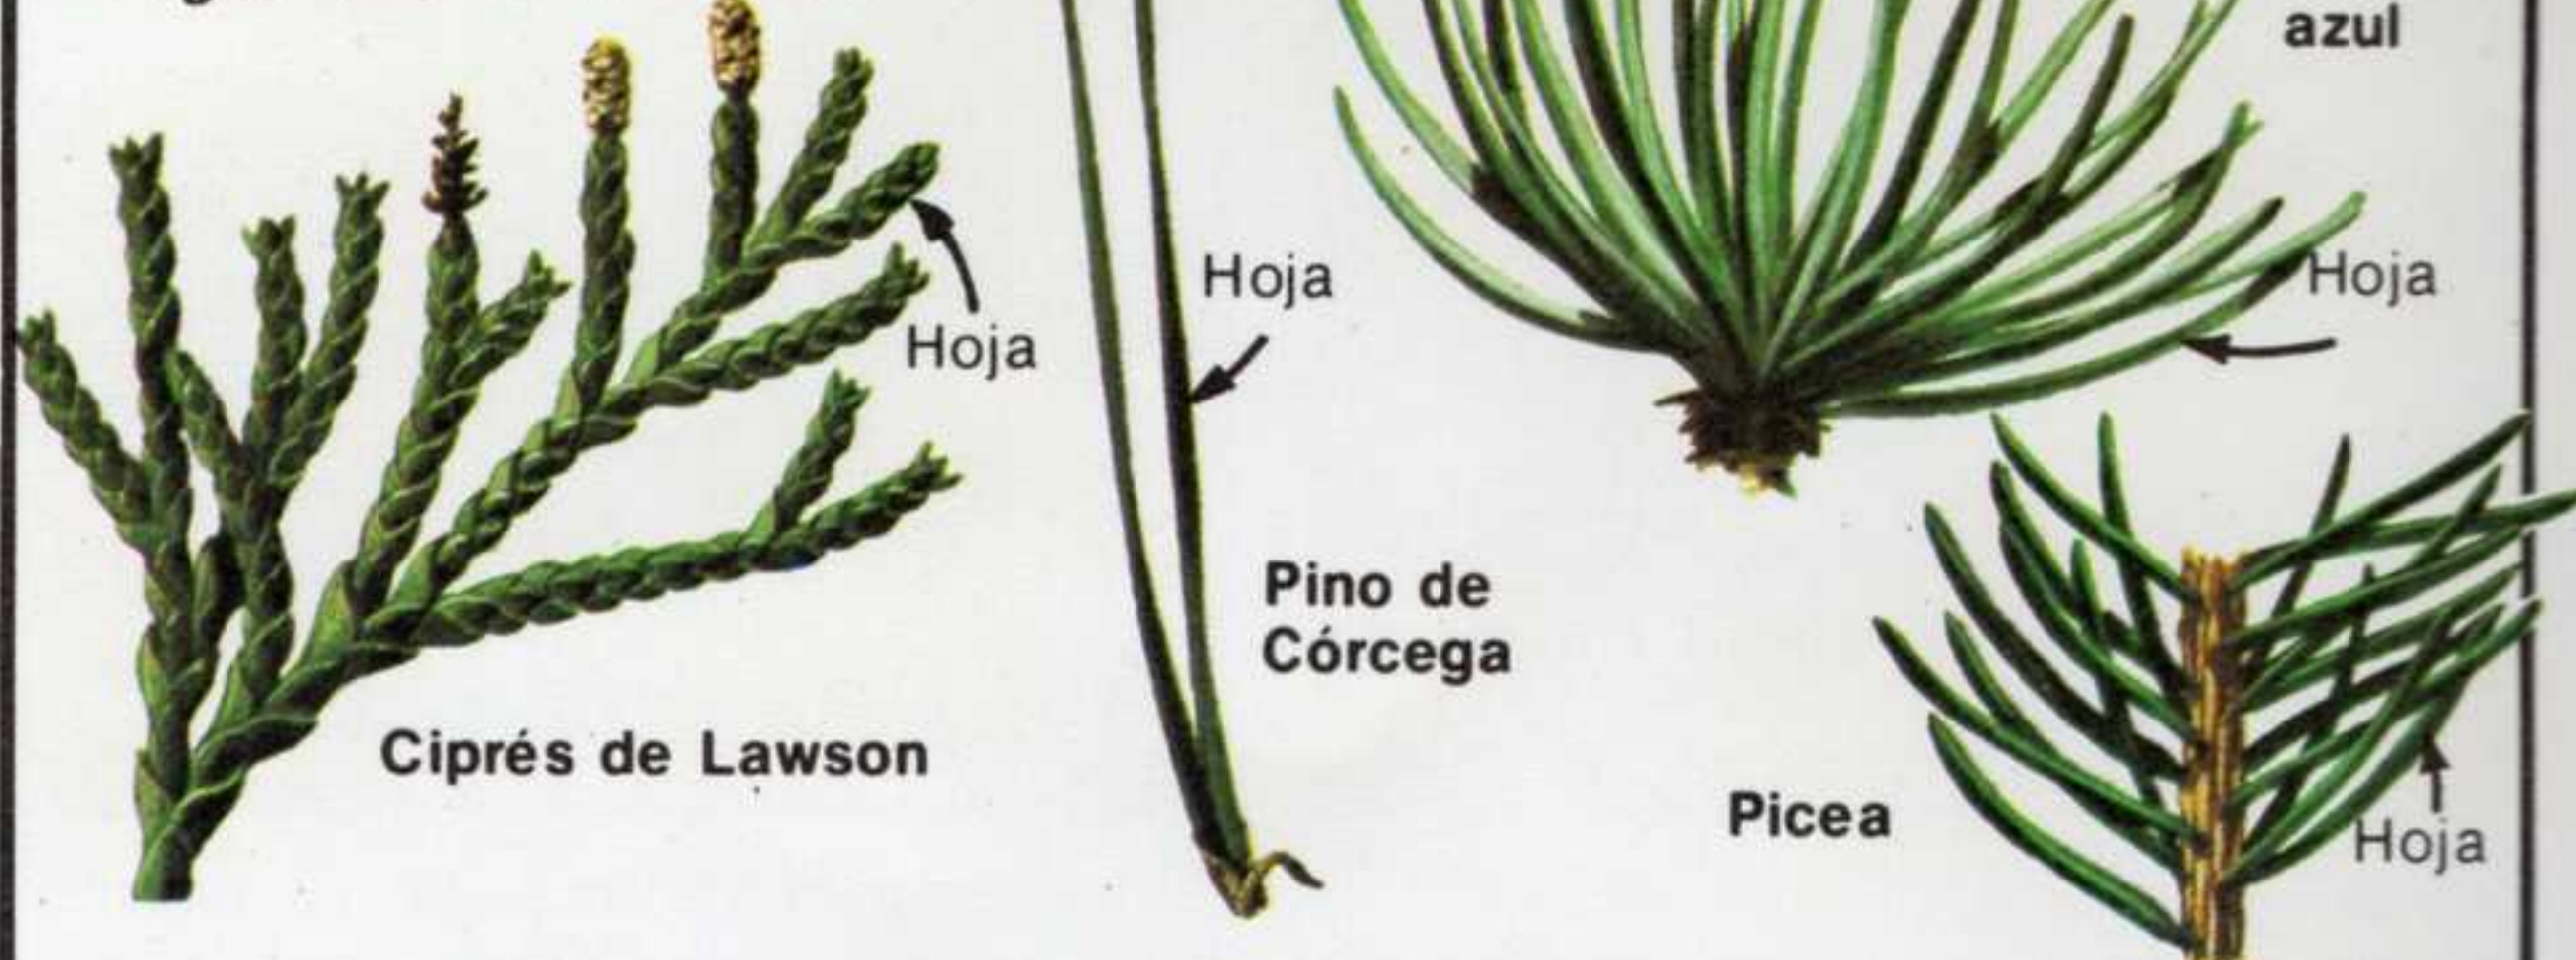 azul
Hoja
Hoja
Hoja
Pino de
Córcega
Ciprés de Lawson
Picea
Hoja